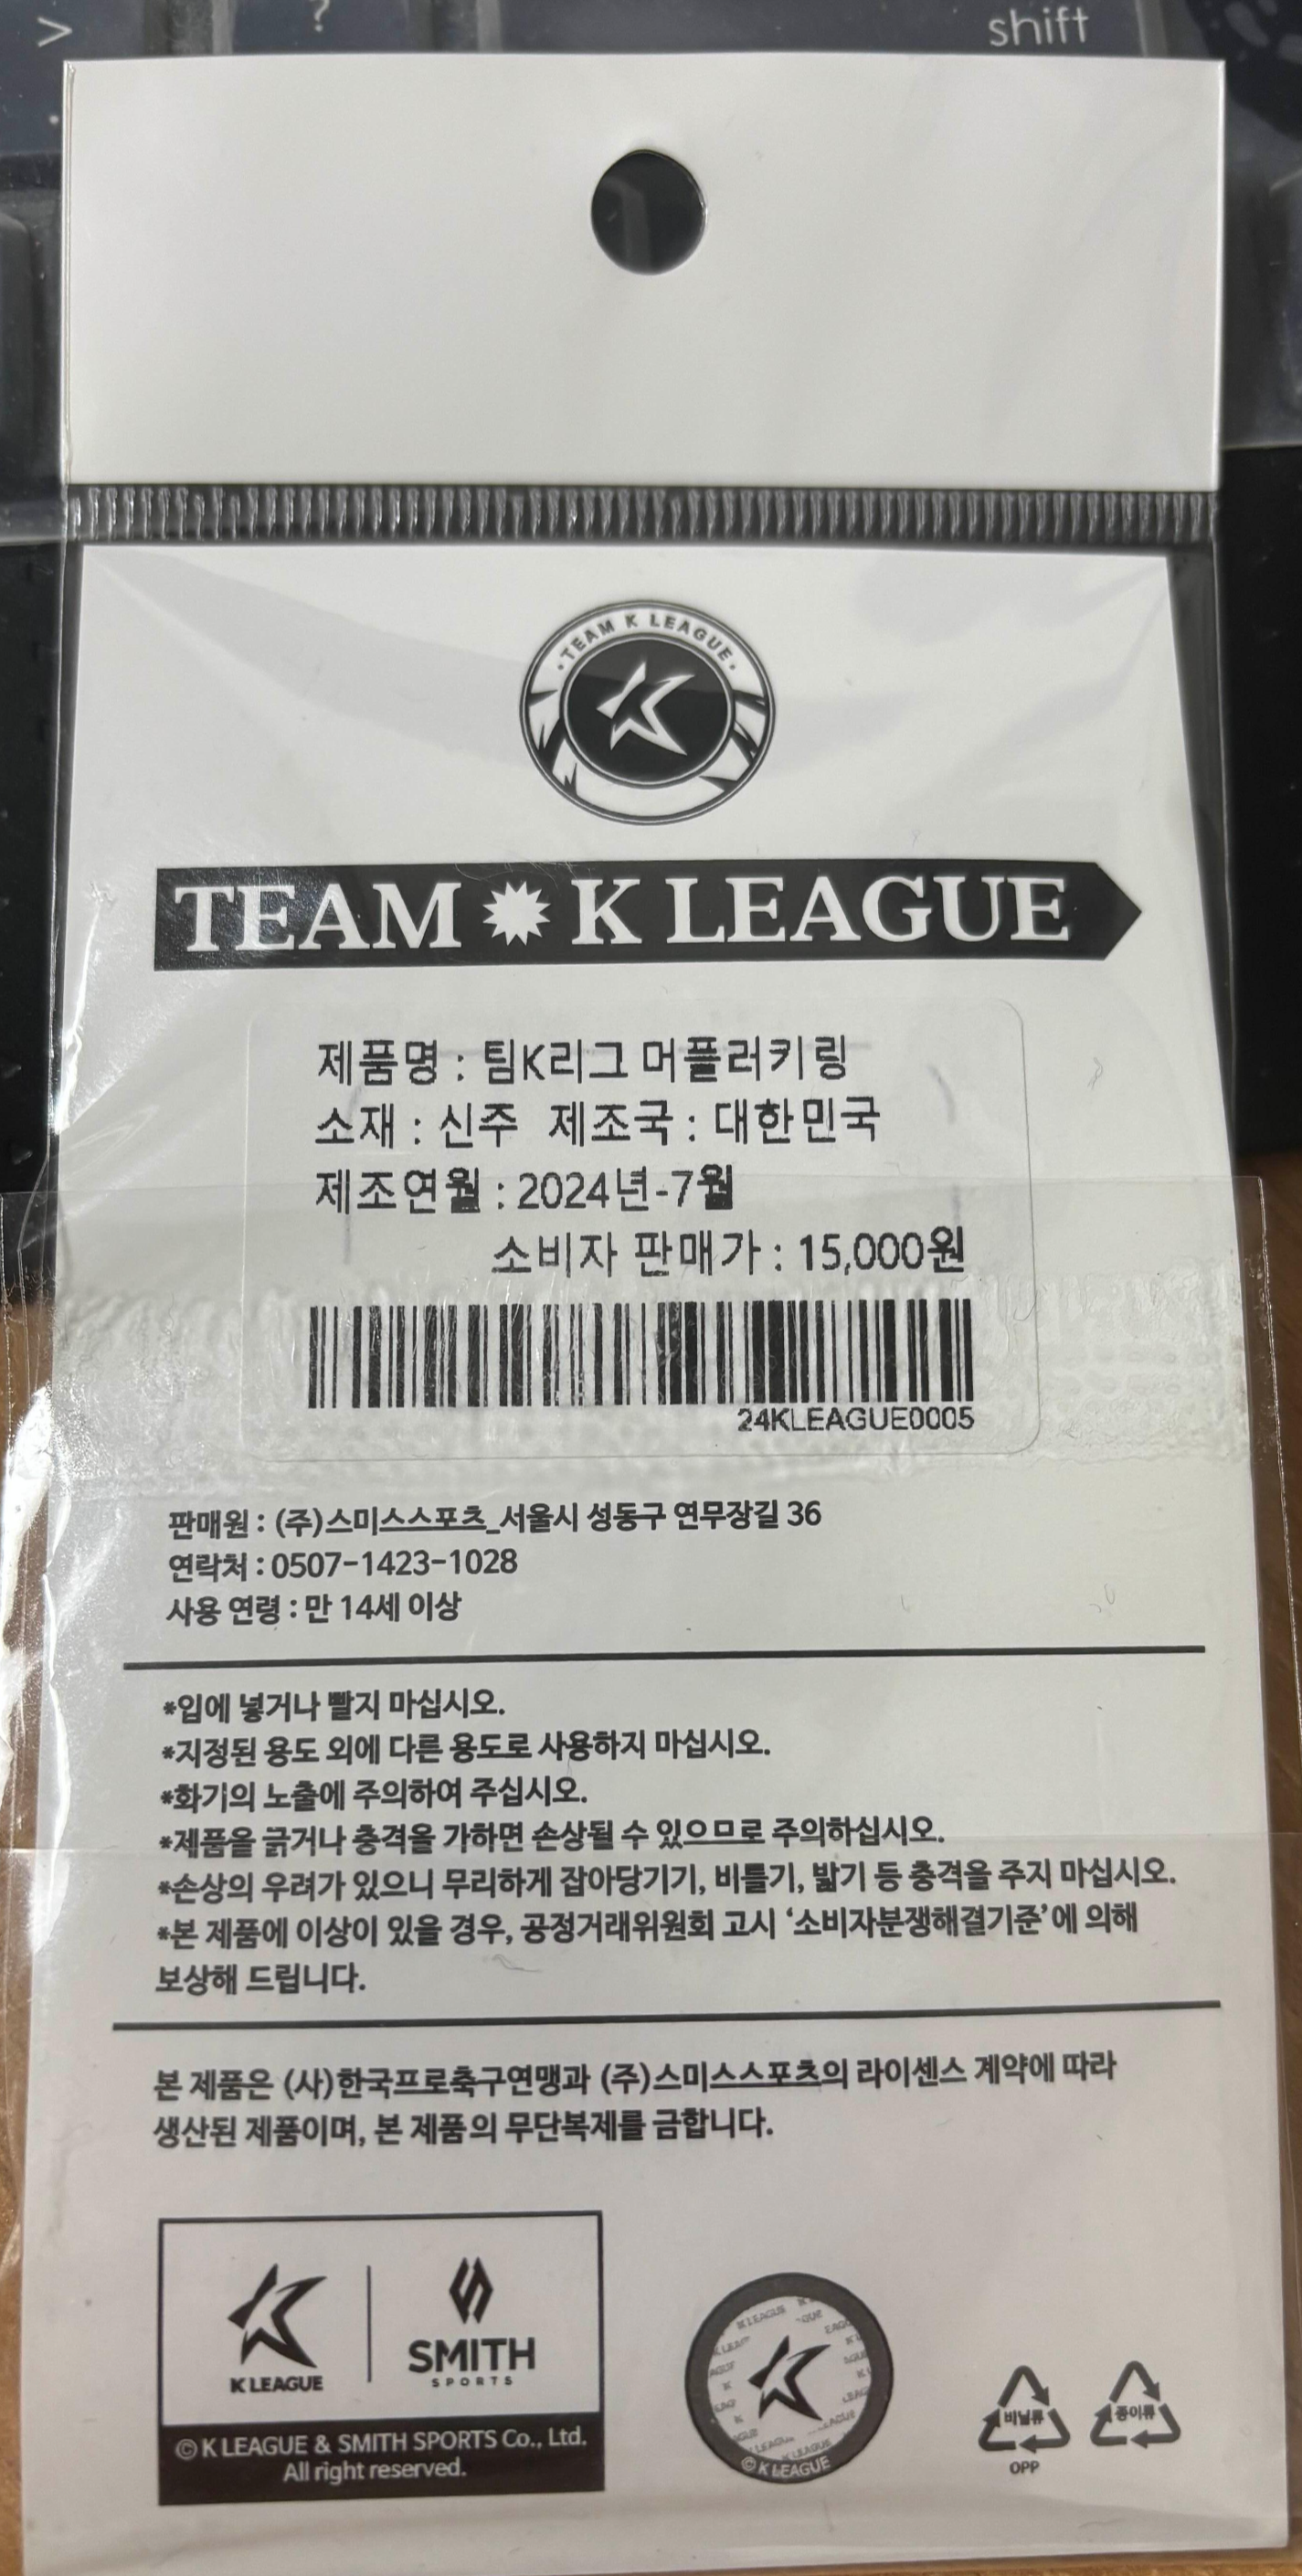 >
?
shift
TEAM K LEAGUE
TEAM K LEAGUE
제품명 : 팀K리그 머플러키링
소재 : 신주 제조국 : 대한민국
제조연월 : 2024년-7월
소비자 판매가 : 15,000원
24KLEAGUE0005
판매원 : (주)스미스스포츠_서울시 성동구 연무장길 36
연락처 : 0507-1423-1028
사용 연령 : 만 14세 이상
*입에 넣거나 빨지 마십시오.
*지정된 용도 외에 다른 용도로 사용하지 마십시오.
*화기의 노출에 주의하여 주십시오.
*제품을 긁거나 충격을 가하면 손상될 수 있으므로 주의하십시오.
*손상의 우려가 있으니 무리하게 잡아당기기, 비틀기, 밟기 등 충격을 주지 마십시오.
*본 제품에 이상이 있을 경우, 공정거래위원회 고시 ‘소비자분쟁해결기준’에 의해
보상해 드립니다.
본 제품은 (사)한국프로축구연맹과 (주)스미스스포츠의 라이센스 계약에 따라
생산된 제품이며, 본 제품의 무단복제를 금합니다.
K LEAGUE
SMITH
SPORTS
© K LEAGUE & SMITH SPORTS Co., Ltd.
All right reserved.
K LEAGUE
© K LEAGUE
비닐류
OPP
종이류